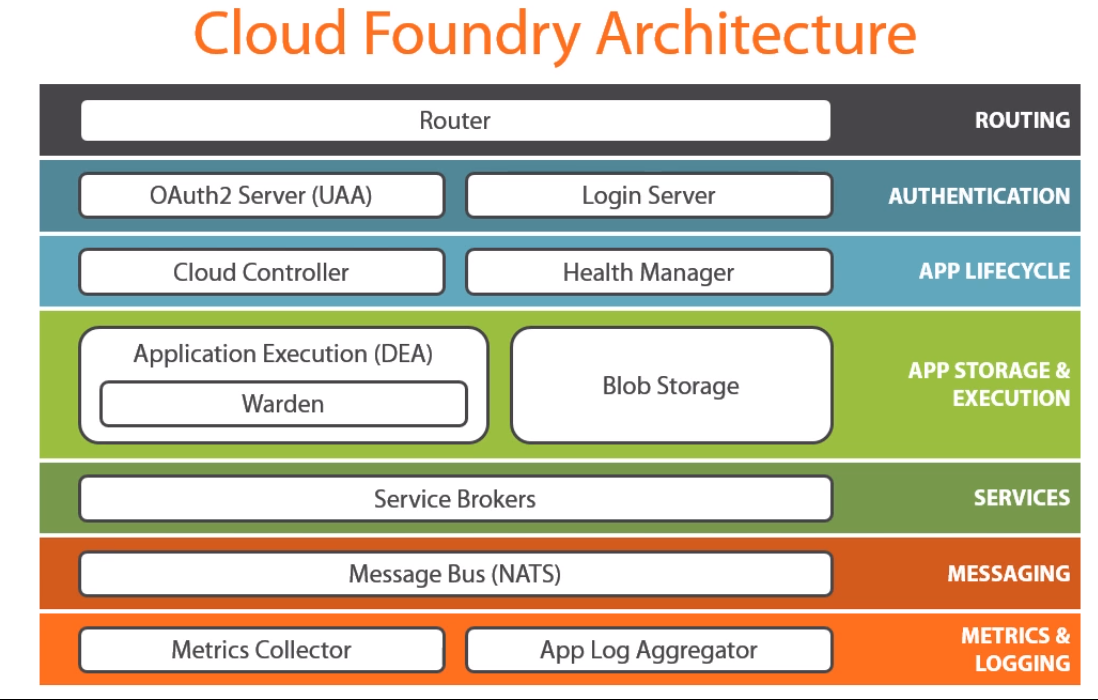 Cloud Foundry Architecture
Router
ROUTING
OAuth2 Server (UAA)
Login Server
AUTHENTICATION
Cloud Controller
Health Manager
APP LIFECYCLE
Application Execution (DEA)
Warden
Blob Storage
APP STORAGE &
EXECUTION
Service Brokers
SERVICES
Message Bus (NATS)
MESSAGING
Metrics Collector
App Log Aggregator
METRICS &
LOGGING